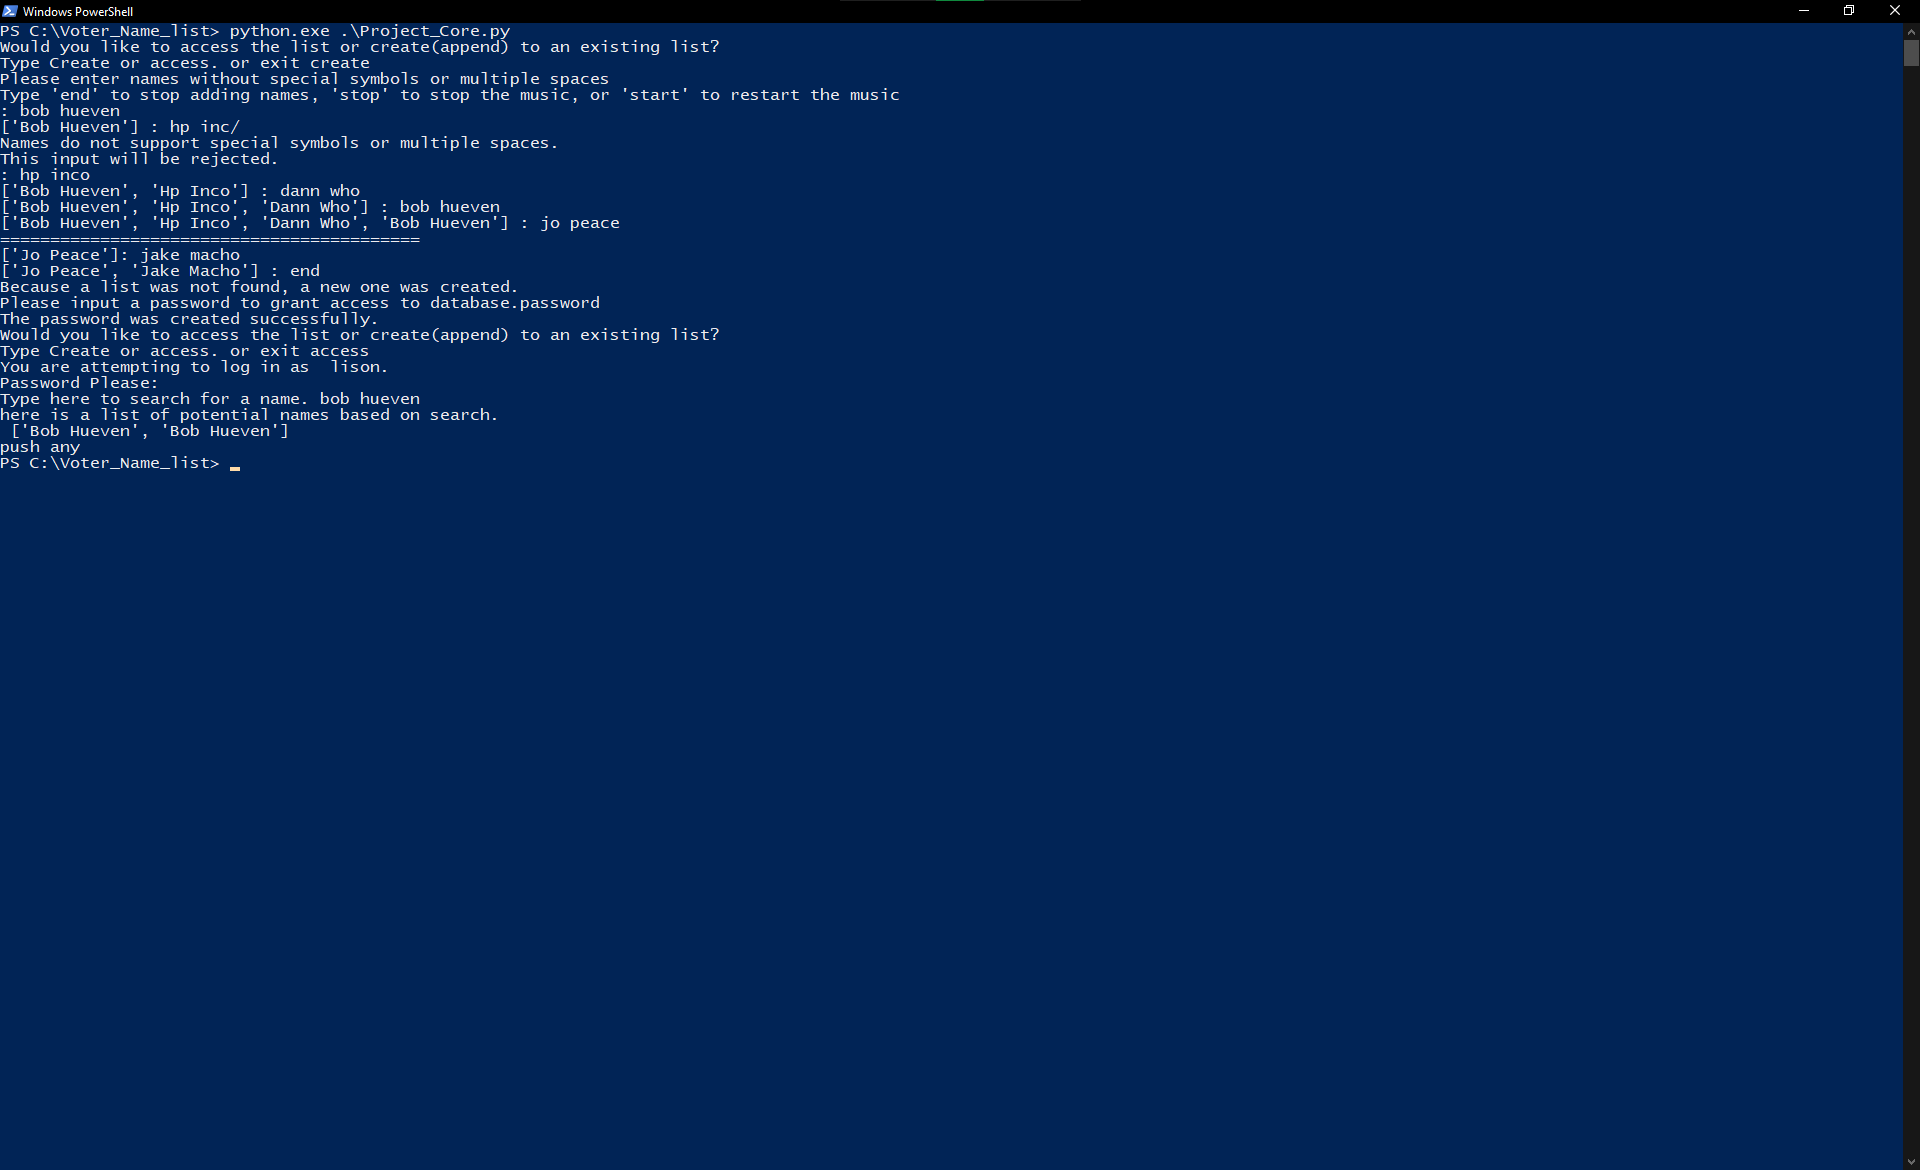 Windows PowerShell
PS C:\Voter_Name_list> python.exe .\Project_Core.py
Would you like to access the list or create(append) to an existing list?
Type Create or access. or exit create
Please enter names without special symbols or multiple spaces
Type 'end' to stop adding names, 'stop' to stop the music, or 'start' to restart the music
: bob hueven
['Bob Hueven'] : hp inc/
Names do not support special symbols or multiple spaces.
This input will be rejected.
: hp inco
['Bob Hueven', 'Hp Inco'] : dann who
['Bob Hueven', 'Hp Inco', 'Dann Who'] : bob hueven
['Bob Hueven', 'Hp Inco', 'Dann Who', 'Bob Hueven'] : jo peace
==========================================
['Jo Peace']: jake macho
['Jo Peace', 'Jake Macho'] : end
Because a list was not found, a new one was created.
Please input a password to grant access to database.password
The password was created successfully.
Would you like to access the list or create(append) to an existing list?
Type Create or access. or exit access
You are attempting to log in as  lison.
Password Please:
Type here to search for a name. bob hueven
here is a list of potential names based on search.
 ['Bob Hueven', 'Bob Hueven']
push any
PS C:\Voter_Name_list>